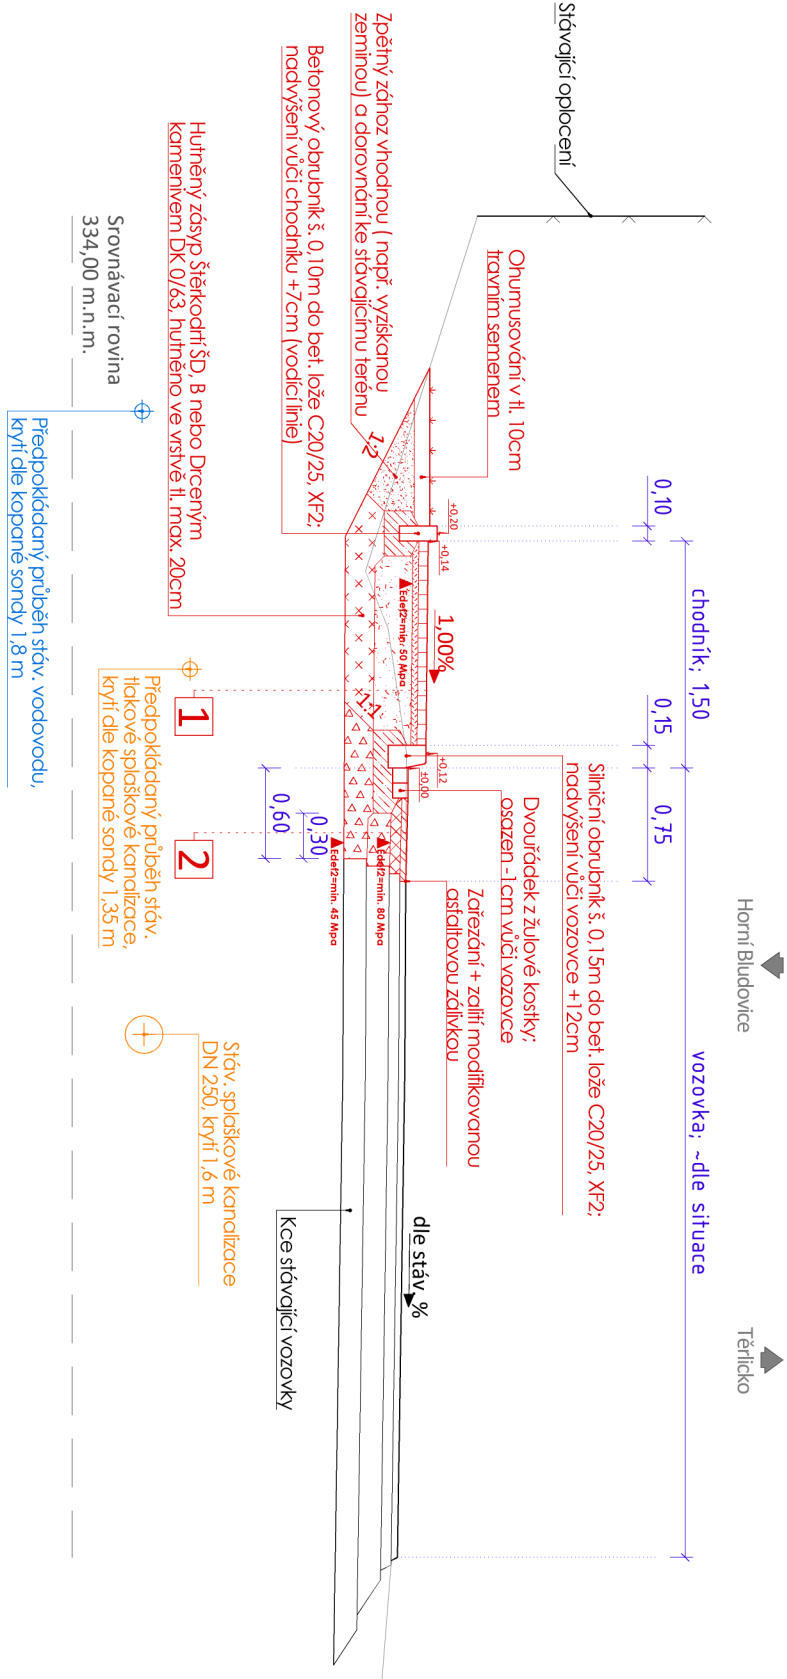 Horní Bludovice
Těrlicko
0,10
chodník; 1,50
0,15
0,75
vozovka; ~dle situace
Stávající oplocení
Ohumusování v tl. 10cm
travním semenem
Silniční obrubník š. 0,15m do bet. lože C20/25, XF2;
nadvýšení vůči vozovce +12cm
Dvouřádek z žulové kostky;
osazen -1cm vůči vozovce
Zařezání + zalití modifikovanou
asfaltovou zálivkou
Zpětný zához vhodnou ( např. vyzískanou
zeminou) a dorovnání ke stávajícímu terénu
Betonový obrubník š. 0,10m do bet. lože C20/25, XF2;
nadvýšení vůči chodníku +7cm (vodící linie)
Hutněný zásyp Štěrkodrtí ŠD, B nebo Drceným
kamenivem DK 0/63, hutněno ve vrstvě tl. max. 20cm
+0,20
+0,14
1,00%
+0,12
±0,00
dle stáv. %
1:2
Edef2=min. 50 Mpa
1:1
Edef2=min. 80 Mpa
Edef2=min. 45 Mpa
0,30
0,60
Kce stávající vozovky
1
2
Stáv. splaškové kanalizace
DN 250, krytí 1,6 m
Předpokládaný průběh stáv.
tlakové splaškové kanalizace,
krytí dle kopané sondy 1,35 m
Srovnávací rovina
334,00 m.n.m.
Předpokládaný průběh stáv. vodovodu,
krytí dle kopané sondy 1,8 m